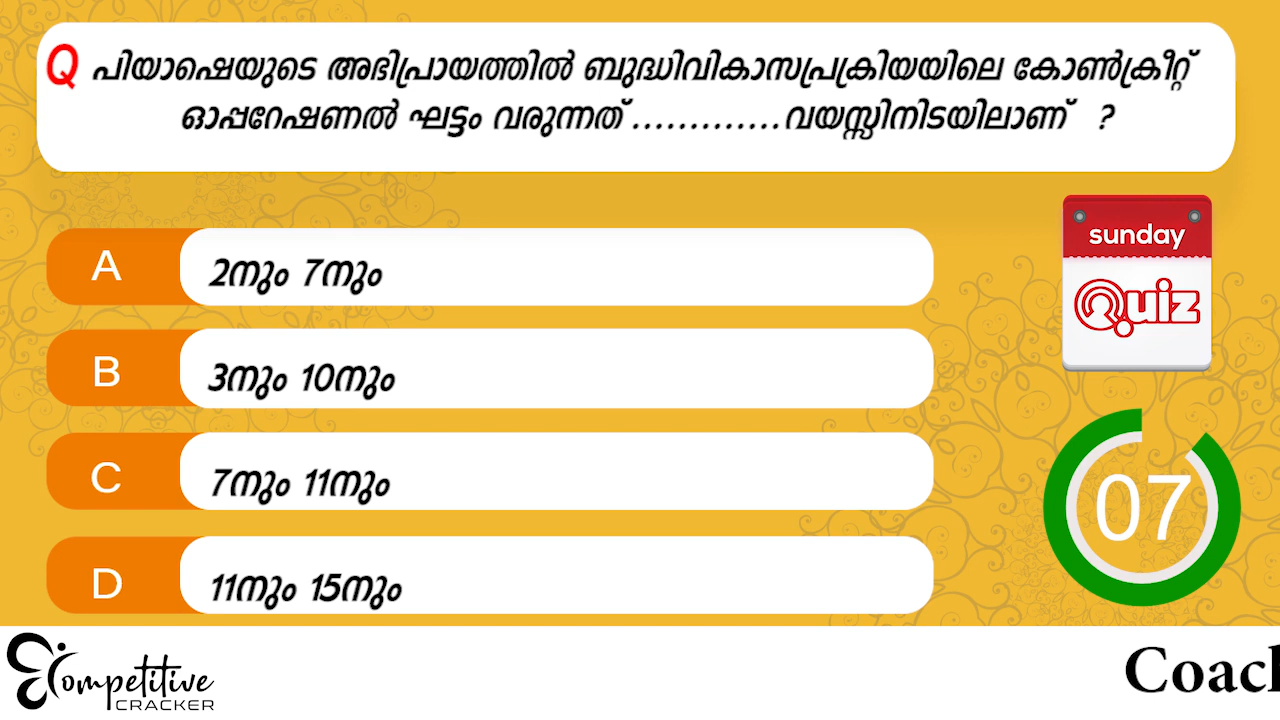 Q പിയാഷെയുടെ അഭിപ്രായത്തിൽ ബുദ്ധിവികാസപ്രക്രിയയിലെ കോൺക്രീറ്റ്
ഓപ്പറേഷണൽ ഘട്ടം വരുന്നത് .............വയസ്സിനിടയിലാണ് ?
A 2നും 7നും
B 3നും 10നും
C 7നും 11നും
D 11നും 15നും
sunday
Quiz
07
Competitive
CRACKER